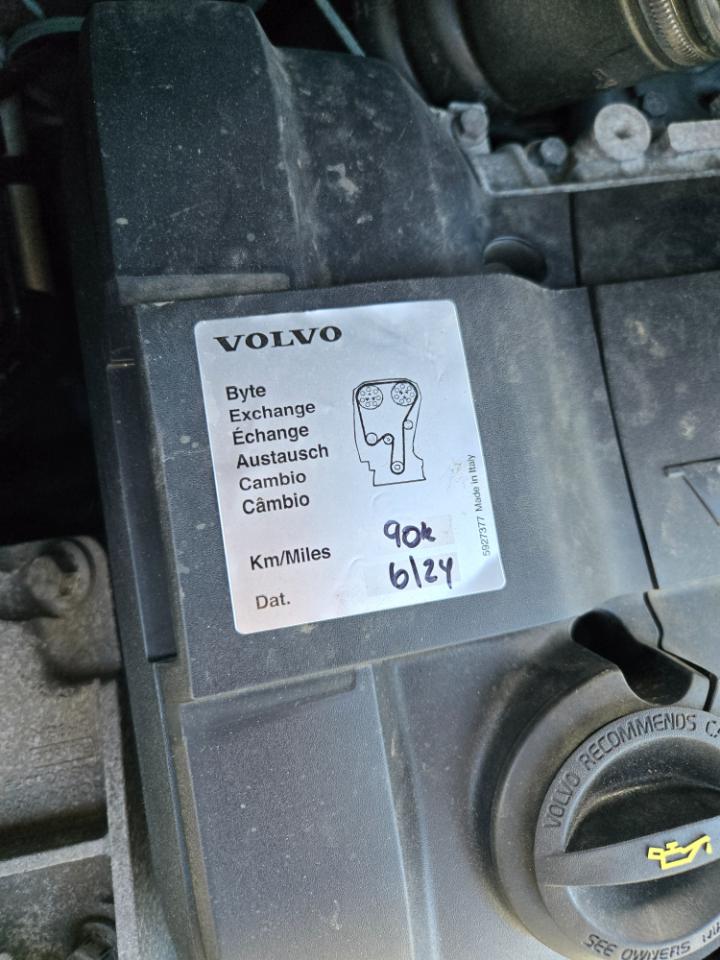 VOLVO
Byte
Exchange
Échange
Austausch
Cambio
Câmbio
Km/Miles
90k
Dat.
6/24
5927377 Made in Italy
VOLVO RECOMMENDS CA
SEE OWNERS